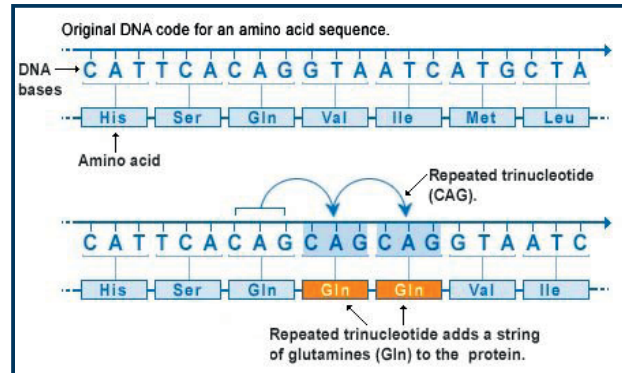 Original DNA code for an amino acid sequence.
DNA bases
C A T T C A C A G G T A A T C A T G C T A
His Ser Gln Val Ile Met Leu
Amino acid
Repeated trinucleotide
(CAG).
C A T T C A C A G C A G C A G G T A A T C
His Ser Gln Gln Gln Val Ile
Repeated trinucleotide adds a string
of glutamines (Gln) to the protein.